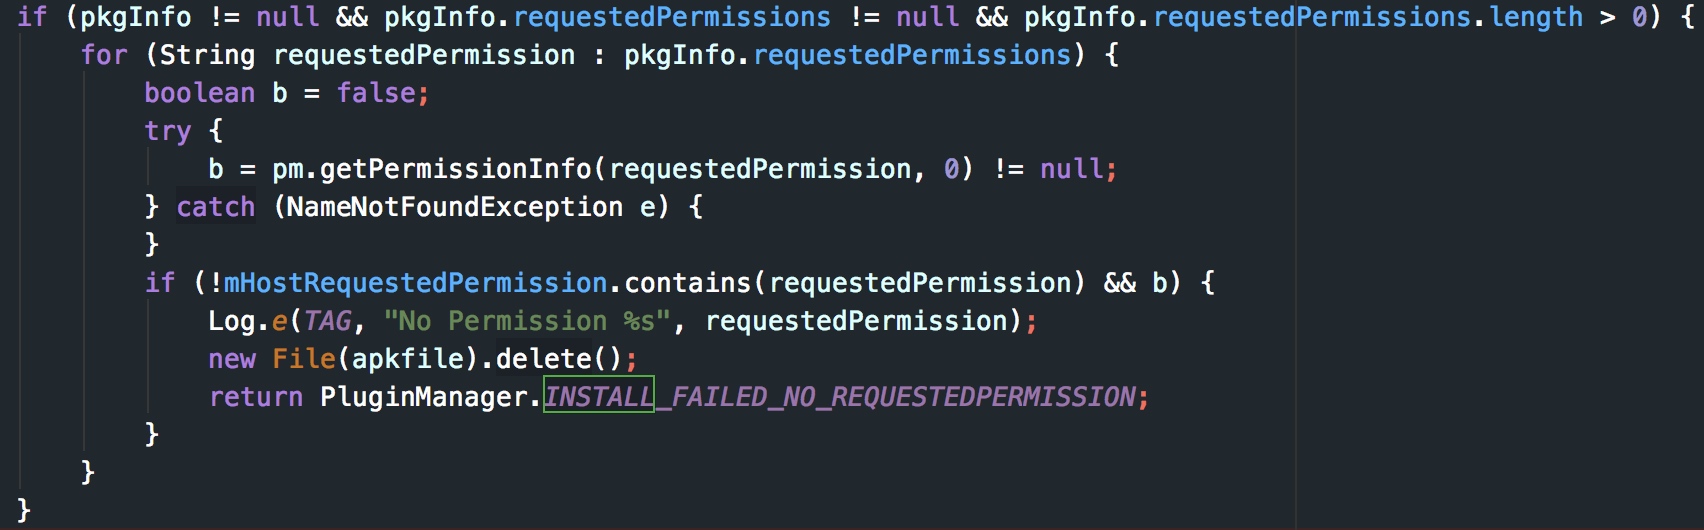 if (pkgInfo != null && pkgInfo.requestedPermissions != null && pkgInfo.requestedPermissions.length > 0) {
    for (String requestedPermission : pkgInfo.requestedPermissions) {
        boolean b = false;
        try {
            b = pm.getPermissionInfo(requestedPermission, 0) != null;
        } catch (NameNotFoundException e) {
        }
        if (!mHostRequestedPermission.contains(requestedPermission) && b) {
            Log.e(TAG, "No Permission %s", requestedPermission);
            new File(apkfile).delete();
            return PluginManager.INSTALL_FAILED_NO_REQUESTEDPERMISSION;
        }
    }
}